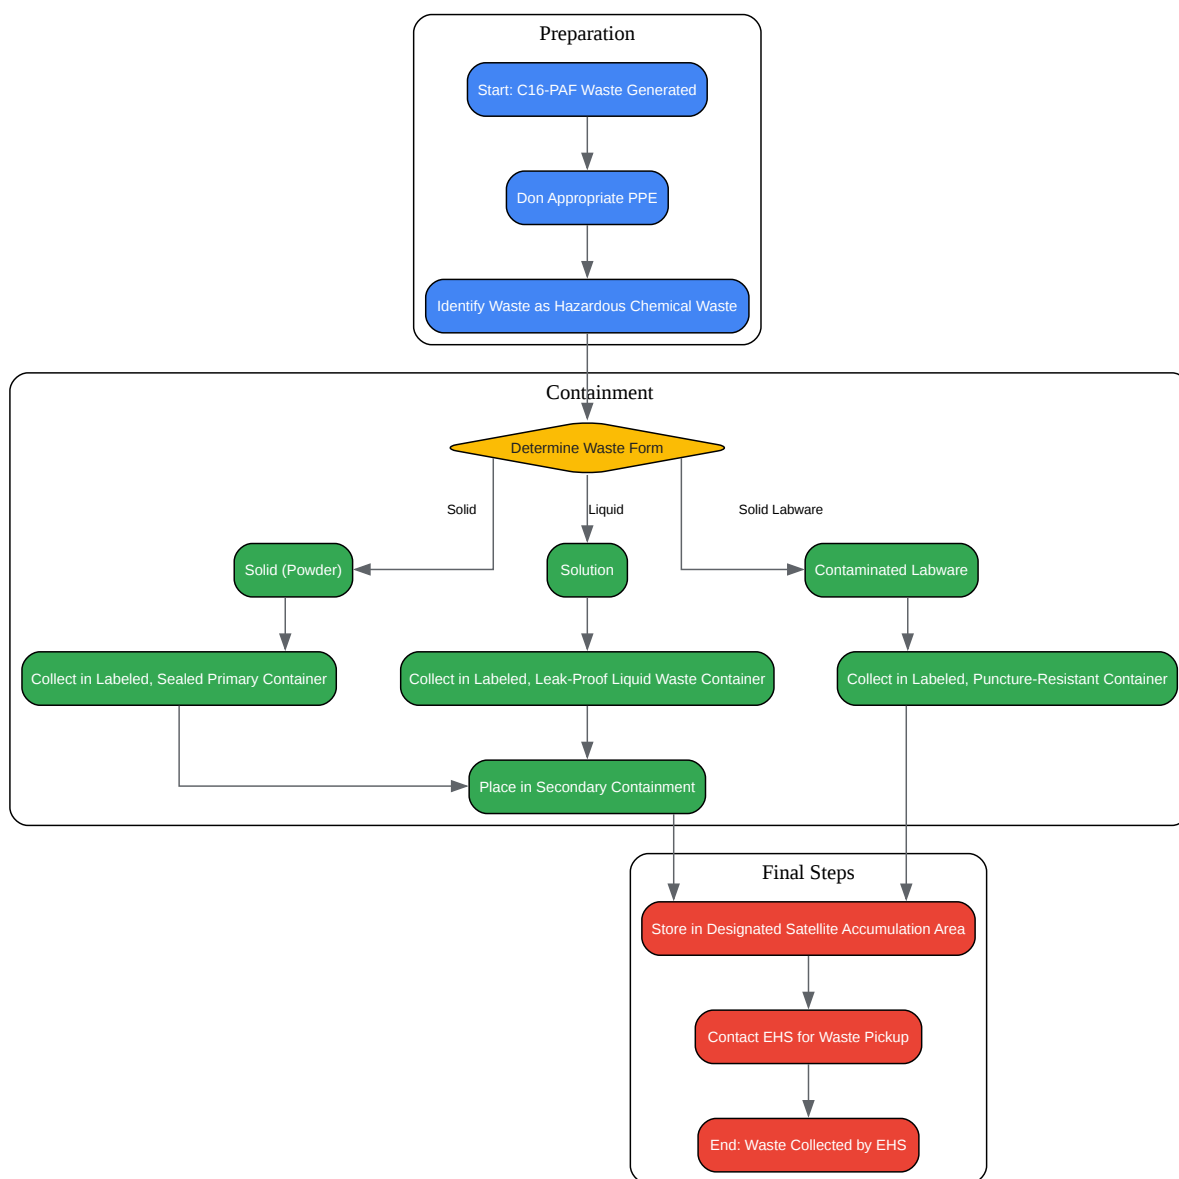 Preparation
Start: C16-PAF Waste Generated
Don Appropriate PPE
Identify Waste as Hazardous Chemical Waste
Containment
Determine Waste Form
Solid
Liquid
Solid Labware
Solid (Powder)
Solution
Contaminated Labware
Collect in Labeled, Sealed Primary Container
Collect in Labeled, Leak-Proof Liquid Waste Container
Collect in Labeled, Puncture-Resistant Container
Place in Secondary Containment
Final Steps
Store in Designated Satellite Accumulation Area
Contact EHS for Waste Pickup
End: Waste Collected by EHS